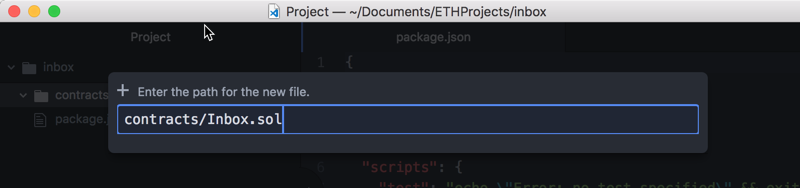 Project — ~/Documents/ETHProjects/inbox
Project
package.json
inbox
1 {
Enter the path for the new file.
contracts
contracts/Inbox.sol
package.j
6 "scripts": {
"test": "echo \"Error: no test specified\" && exit